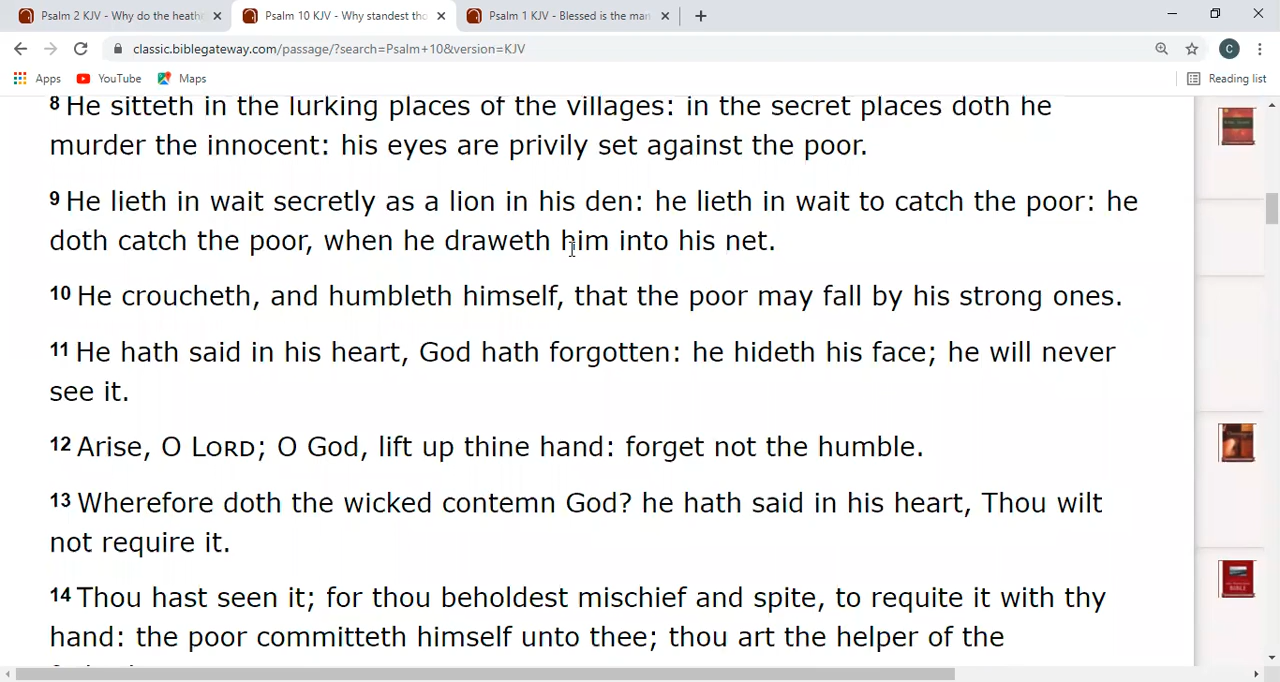 Psalm 2 KJV - Why do the heath
Psalm 10 KJV - Why standest tho
Psalm 1 KJV - Blessed is the man
classic.biblegateway.com/passage/?search=Psalm+10&version=KJV
C
Apps YouTube Maps Reading list
8 He sitteth in the lurking places of the villages: in the secret places doth he
murder the innocent: his eyes are privily set against the poor.
9 He lieth in wait secretly as a lion in his den: he lieth in wait to catch the poor: he
doth catch the poor, when he draweth him into his net.
10 He croucheth, and humbleth himself, that the poor may fall by his strong ones.
11 He hath said in his heart, God hath forgotten: he hideth his face; he will never
see it.
12 Arise, O LORD; O God, lift up thine hand: forget not the humble.
13 Wherefore doth the wicked contemn God? he hath said in his heart, Thou wilt
not require it.
14 Thou hast seen it; for thou beholdest mischief and spite, to requite it with thy
hand: the poor committeth himself unto thee; thou art the helper of the
BIBLE